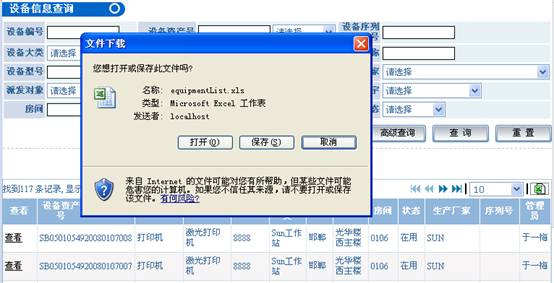 设备信息查询
设备编号 设备资产号 请选择 设备序列号
设备大类 请选择
设备型号 家 请选择
派发对象 请选择 请选择
房间 态 请选择
高级查询 查 询 重 置
文件下载
您想打开或保存此文件吗?
名称: equipmentList.xls
类型: Microsoft Excel 工作表
发送者: localhost
打开(O) 保存(S) 取消
来自 Internet 的文件可能对您有所帮助,但某些文件可能
危害您的计算机。如果您不信任其来源,请不要打开或保存
该文件。有何风险?
找到117 条记录, 显示 10
查看 设备资产号 房间 状态 生产厂家 序列号 管理员
查看 SB0501054920080107008 打印机 激光打印机 8888 Sun工作站 邯郸 光华楼西主楼 0106 在用 SUN 于一梅
查看 SB0501054920080107007 打印机 激光打印机 8888 Sun工作站 邯郸 光华楼西主楼 0106 在用 SUN 于一梅